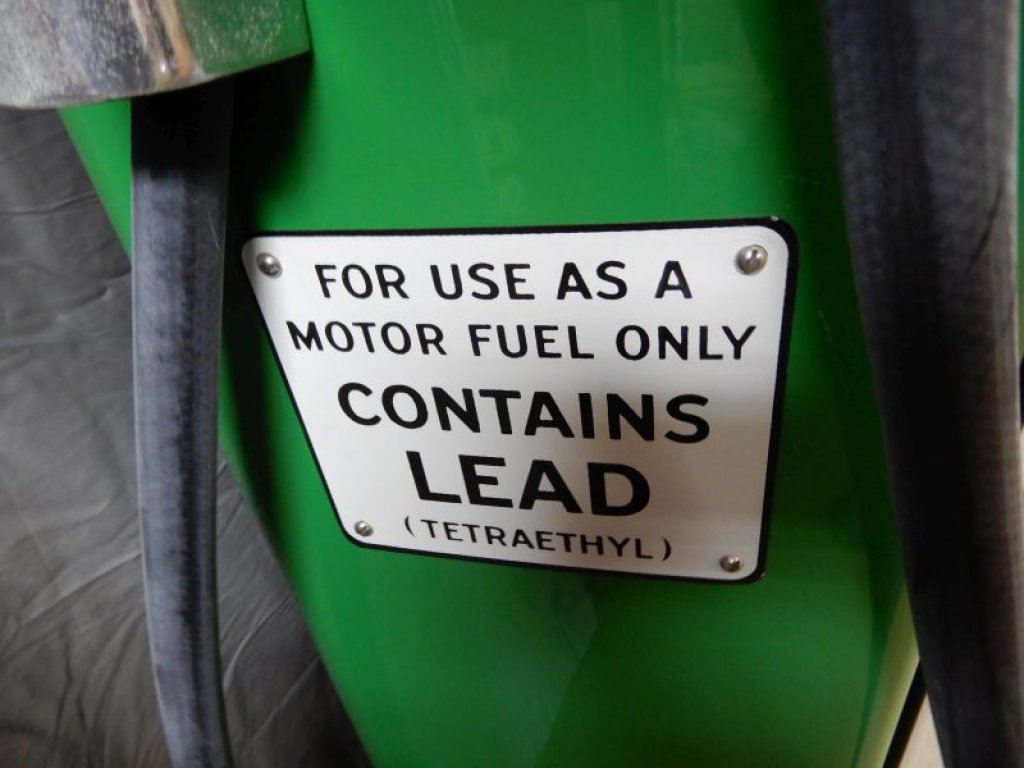 FOR USE AS A
MOTOR FUEL ONLY
CONTAINS
LEAD
(TETRAETHYL)